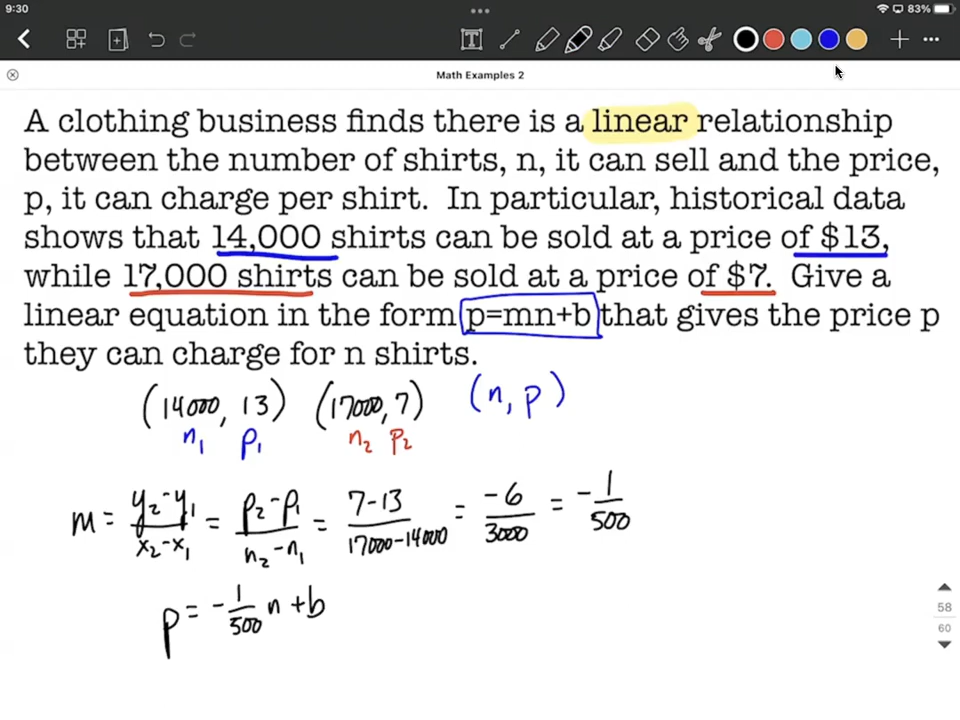 9:30
83%
Math Examples 2
A clothing business finds there is a linear relationship
between the number of shirts, n, it can sell and the price,
p, it can charge per shirt. In particular, historical data
shows that 14,000 shirts can be sold at a price of $13,
while 17,000 shirts can be sold at a price of $7. Give a
linear equation in the form p=mn+b that gives the price p
they can charge for n shirts.
(14000, 13) (17000, 7) (n, p)
n₁ p₁ n₂ p₂
m = (y₂-y₁)/(x₂-x₁) = (p₂-p₁)/(n₂-n₁) = (7-13)/(17000-14000) = -6/3000 = -1/500
p = -1/500 n + b
58
60